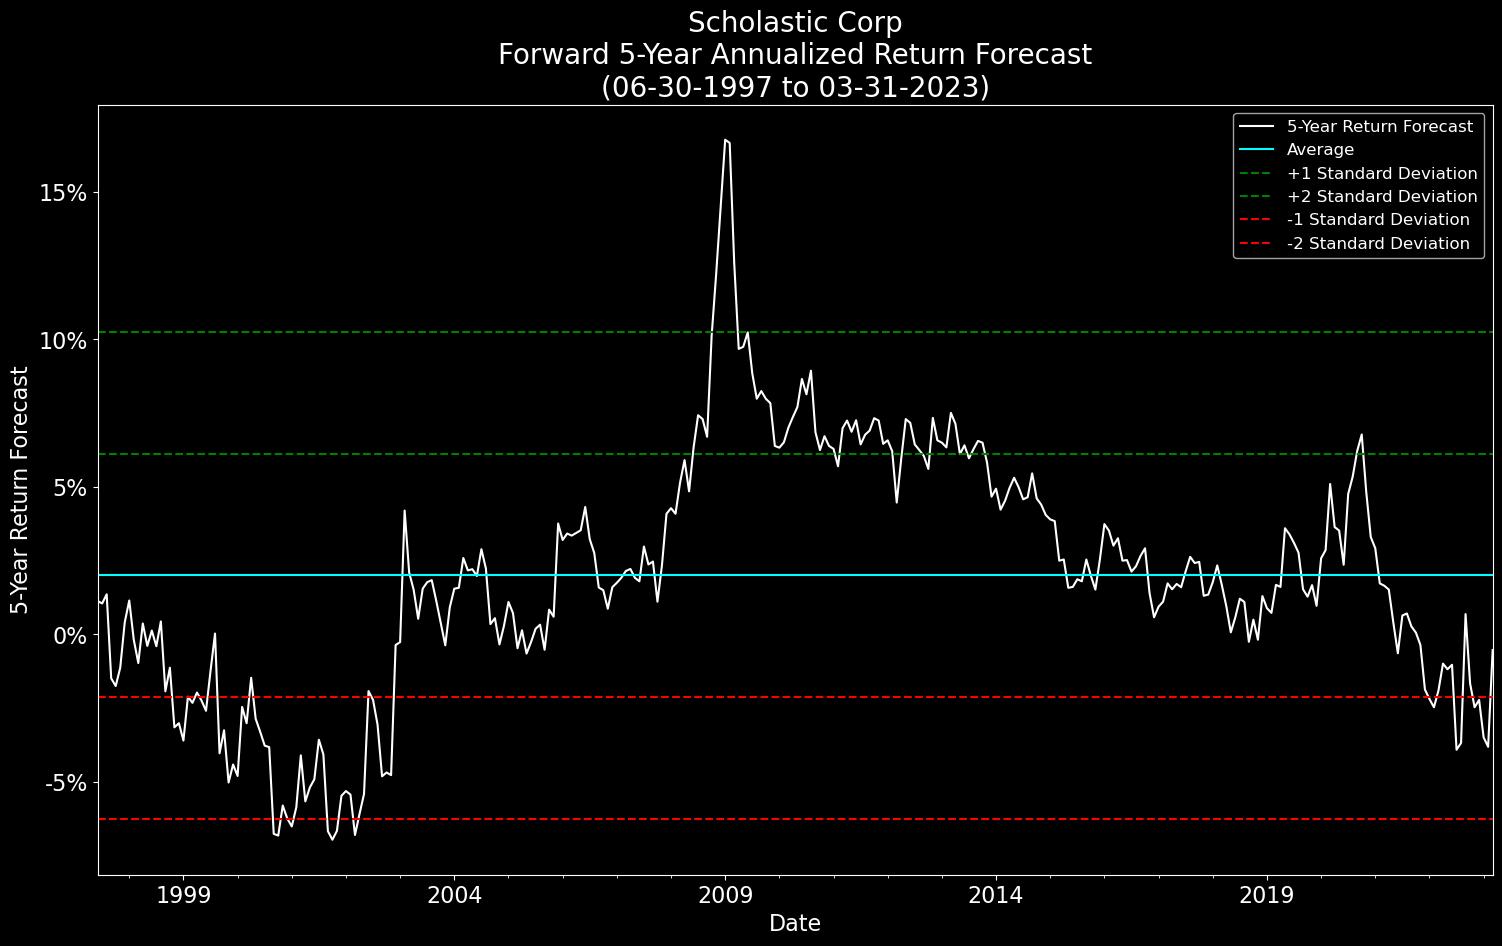 Scholastic Corp
Forward 5-Year Annualized Return Forecast
(06-30-1997 to 03-31-2023)
5-Year Return Forecast
Average
+1 Standard Deviation
+2 Standard Deviation
-1 Standard Deviation
-2 Standard Deviation
5-Year Return Forecast
15%
10%
5%
0%
-5%
1999
2004
2009
2014
2019
Date